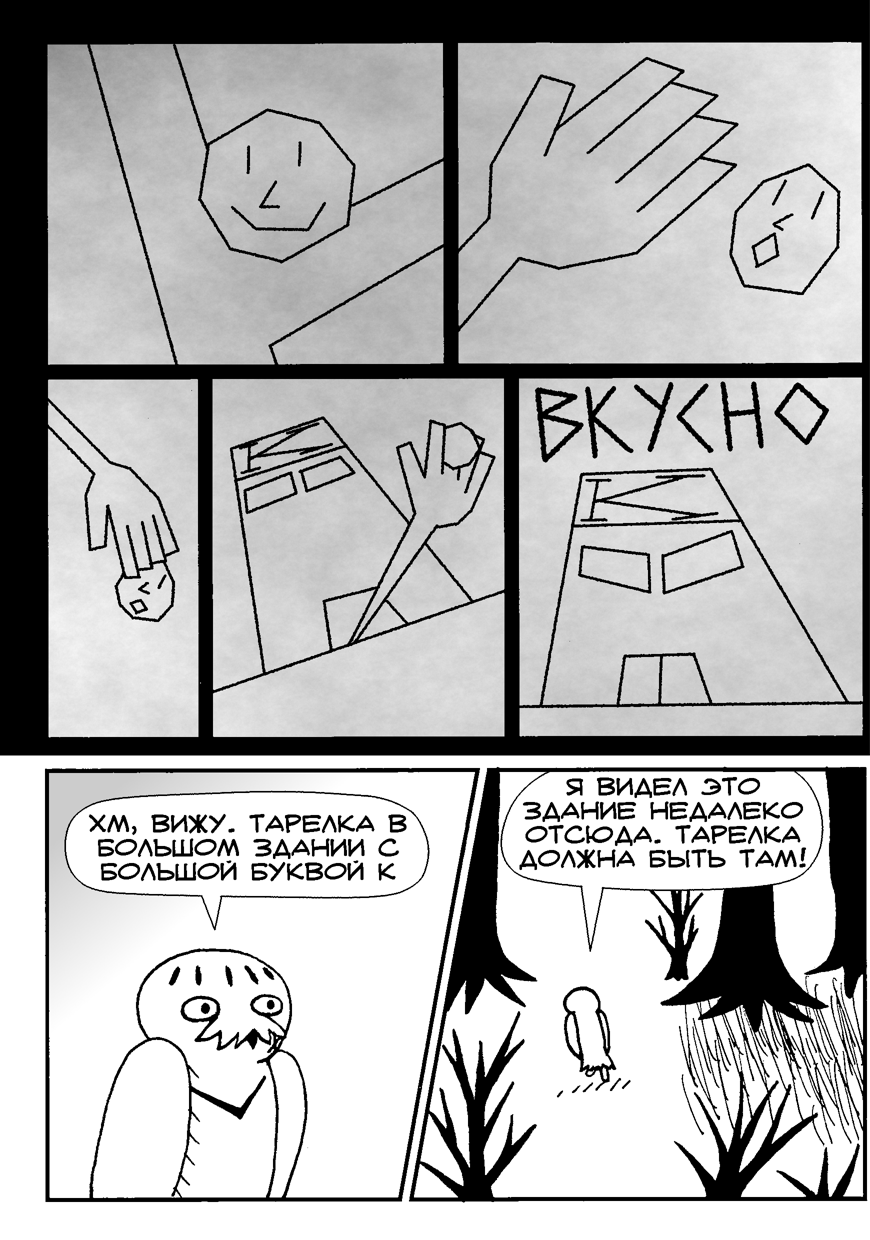 К
ВКУСНО
К
ХМ, ВИЖУ. ТАРЕЛКА В
БОЛЬШОМ ЗДАНИИ С
БОЛЬШОЙ БУКВОЙ К
Я ВИДЕЛ ЭТО
ЗДАНИЕ НЕДАЛЕКО
ОТСЮДА. ТАРЕЛКА
ДОЛЖНА БЫТЬ ТАМ!